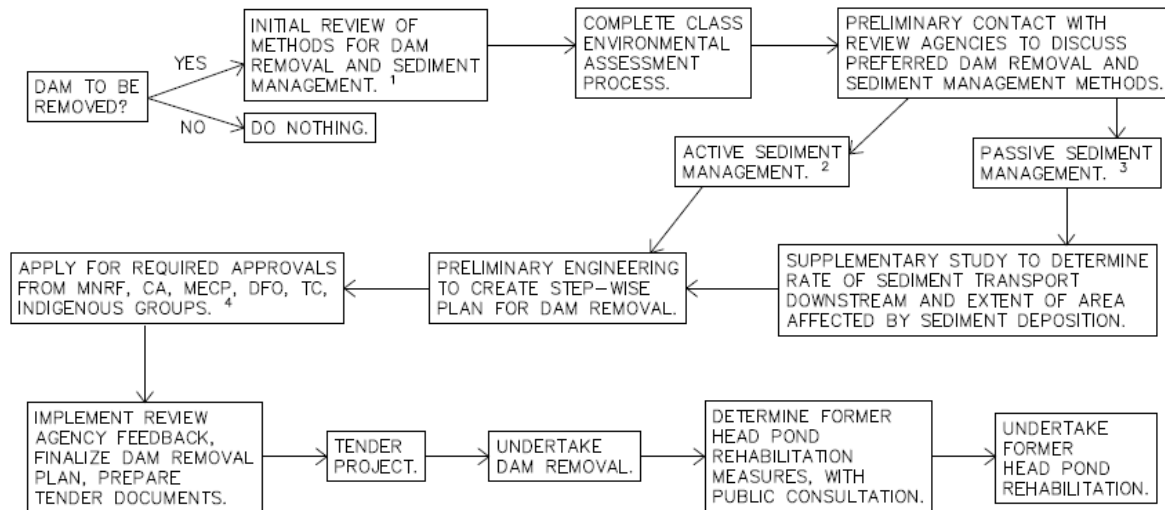 DAM TO BE
REMOVED?
YES
NO
INITIAL REVIEW OF
METHODS FOR DAM
REMOVAL AND SEDIMENT
MANAGEMENT. 1
DO NOTHING.
COMPLETE CLASS
ENVIRONMENTAL
ASSESSMENT
PROCESS.
PRELIMINARY CONTACT WITH
REVIEW AGENCIES TO DISCUSS
PREFERRED DAM REMOVAL AND
SEDIMENT MANAGEMENT METHODS.
ACTIVE SEDIMENT
MANAGEMENT. 2
PASSIVE SEDIMENT
MANAGEMENT. 3
SUPPLEMENTARY STUDY TO DETERMINE
RATE OF SEDIMENT TRANSPORT
DOWNSTREAM AND EXTENT OF AREA
AFFECTED BY SEDIMENT DEPOSITION.
PRELIMINARY ENGINEERING
TO CREATE STEP-WISE
PLAN FOR DAM REMOVAL.
APPLY FOR REQUIRED APPROVALS
FROM MNRF, CA, MECP, DFO, TC,
INDIGENOUS GROUPS. 4
IMPLEMENT REVIEW
AGENCY FEEDBACK,
FINALIZE DAM REMOVAL
PLAN, PREPARE
TENDER DOCUMENTS.
TENDER
PROJECT.
UNDERTAKE
DAM REMOVAL.
DETERMINE FORMER
HEAD POND
REHABILITATION
MEASURES, WITH
PUBLIC CONSULTATION.
UNDERTAKE
FORMER
HEAD POND
REHABILITATION.